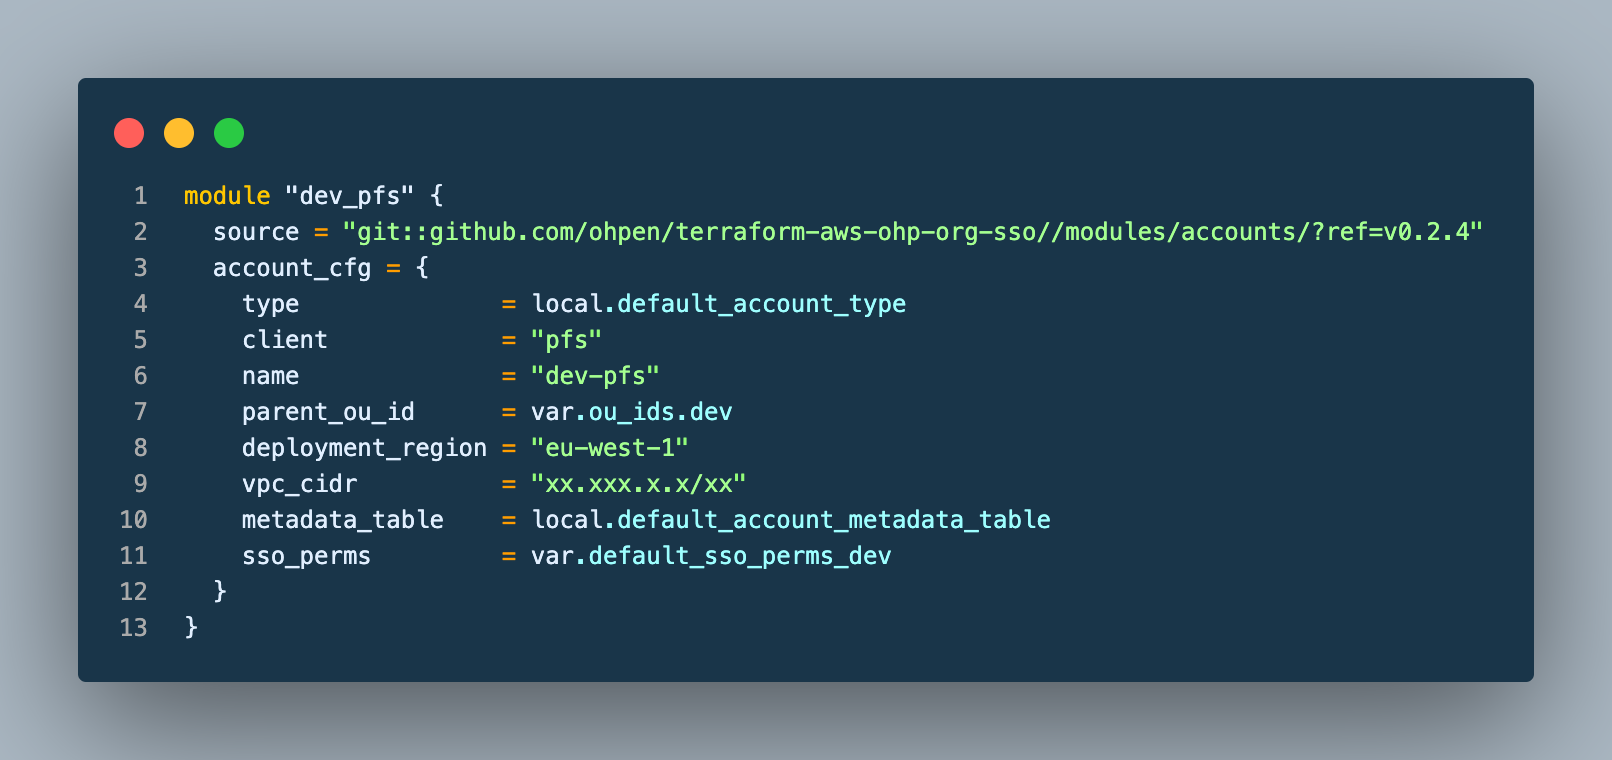 1 module "dev_pfs" {
2   source = "git::github.com/ohpen/terraform-aws-ohp-org-sso//modules/accounts/?ref=v0.2.4"
3   account_cfg = {
4     type              = local.default_account_type
5     client            = "pfs"
6     name              = "dev-pfs"
7     parent_ou_id      = var.ou_ids.dev
8     deployment_region = "eu-west-1"
9     vpc_cidr          = "xx.xxx.x.x/xx"
10     metadata_table    = local.default_account_metadata_table
11     sso_perms         = var.default_sso_perms_dev
12   }
13 }